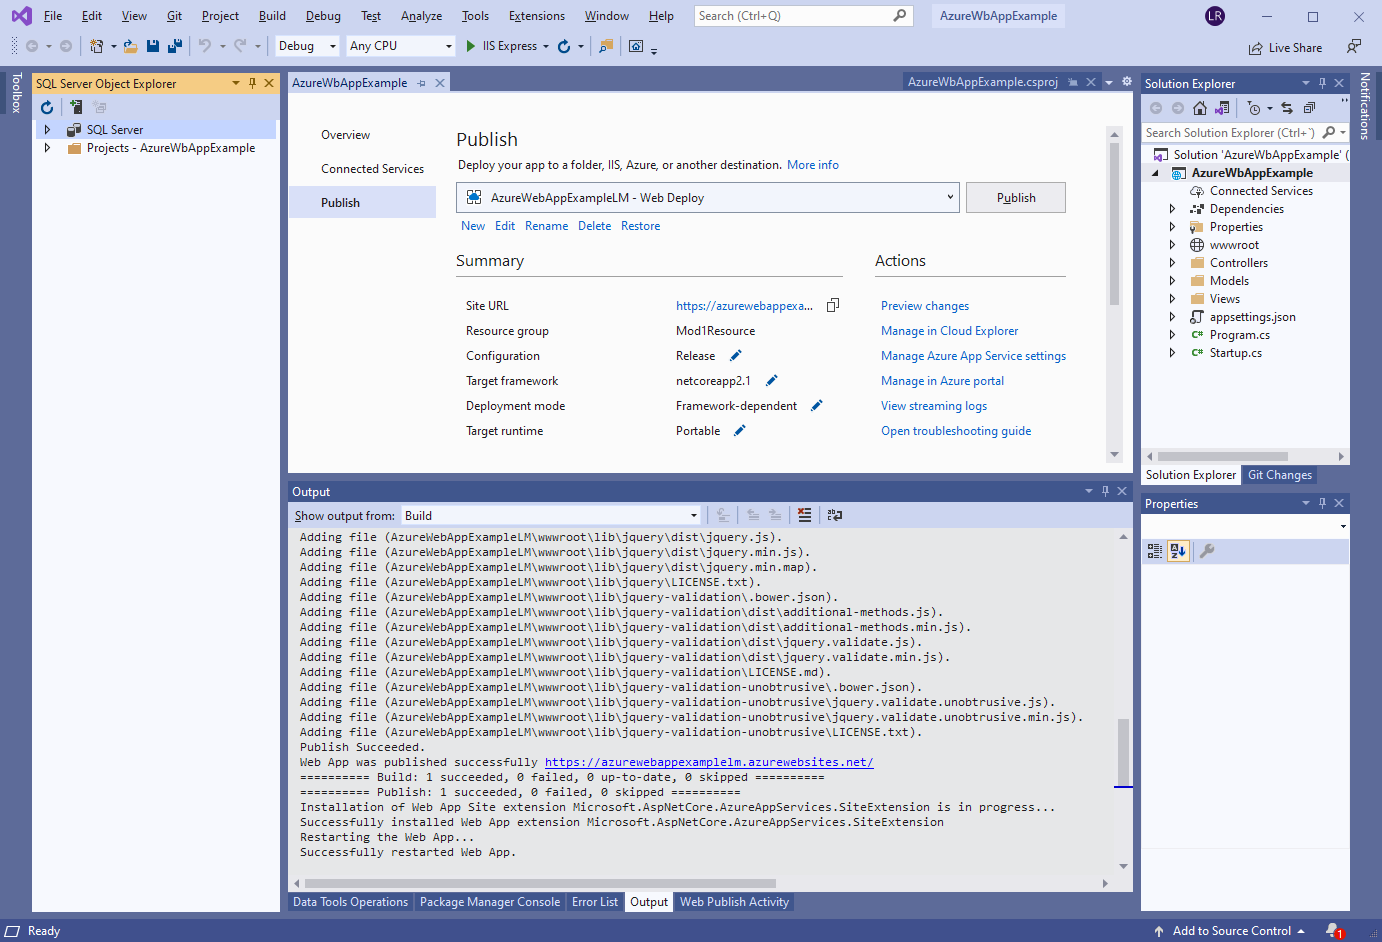 File Edit View Git Project Build Debug Test Analyze Tools Extensions Window Help Search (Ctrl+Q) AzureWbAppExample LR
Debug Any CPU IIS Express Live Share
Toolbox
SQL Server Object Explorer
SQL Server
Projects - AzureWbAppExample
AzureWbAppExample AzureWbAppExample.csproj
Overview
Connected Services
Publish
Publish
Deploy your app to a folder, IIS, Azure, or another destination. More info
AzureWebAppExampleLM - Web Deploy Publish
New Edit Rename Delete Restore
Summary
Site URL https://azurewebappexa...
Resource group Mod1Resource
Configuration Release
Target framework netcoreapp2.1
Deployment mode Framework-dependent
Target runtime Portable
Actions
Preview changes
Manage in Cloud Explorer
Manage Azure App Service settings
Manage in Azure portal
View streaming logs
Open troubleshooting guide
Output
Show output from: Build
Adding file (AzureWebAppExampleLM\wwwroot\lib\jquery\dist\jquery.js).
Adding file (AzureWebAppExampleLM\wwwroot\lib\jquery\dist\jquery.min.js).
Adding file (AzureWebAppExampleLM\wwwroot\lib\jquery\dist\jquery.min.map).
Adding file (AzureWebAppExampleLM\wwwroot\lib\jquery\LICENSE.txt).
Adding file (AzureWebAppExampleLM\wwwroot\lib\jquery-validation\.bower.json).
Adding file (AzureWebAppExampleLM\wwwroot\lib\jquery-validation\dist\additional-methods.js).
Adding file (AzureWebAppExampleLM\wwwroot\lib\jquery-validation\dist\additional-methods.min.js).
Adding file (AzureWebAppExampleLM\wwwroot\lib\jquery-validation\dist\jquery.validate.js).
Adding file (AzureWebAppExampleLM\wwwroot\lib\jquery-validation\dist\jquery.validate.min.js).
Adding file (AzureWebAppExampleLM\wwwroot\lib\jquery-validation\LICENSE.md).
Adding file (AzureWebAppExampleLM\wwwroot\lib\jquery-validation-unobtrusive\.bower.json).
Adding file (AzureWebAppExampleLM\wwwroot\lib\jquery-validation-unobtrusive\jquery.validate.unobtrusive.js).
Adding file (AzureWebAppExampleLM\wwwroot\lib\jquery-validation-unobtrusive\jquery.validate.unobtrusive.min.js).
Adding file (AzureWebAppExampleLM\wwwroot\lib\jquery-validation-unobtrusive\LICENSE.txt).
Publish Succeeded.
Web App was published successfully https://azurewebappexamplelm.azurewebsites.net/
========== Build: 1 succeeded, 0 failed, 0 up-to-date, 0 skipped ==========
========== Publish: 1 succeeded, 0 failed, 0 skipped ==========
Installation of Web App Site extension Microsoft.AspNetCore.AzureAppServices.SiteExtension is in progress...
Successfully installed Web App extension Microsoft.AspNetCore.AzureAppServices.SiteExtension
Restarting the Web App...
Successfully restarted Web App.
Data Tools Operations Package Manager Console Error List Output Web Publish Activity
Solution Explorer
Search Solution Explorer (Ctrl+`)
Solution 'AzureWbAppExample' (
AzureWbAppExample
Connected Services
Dependencies
Properties
wwwroot
Controllers
Models
Views
appsettings.json
C# Program.cs
C# Startup.cs
Solution Explorer Git Changes
Properties
Notifications
Ready Add to Source Control 1